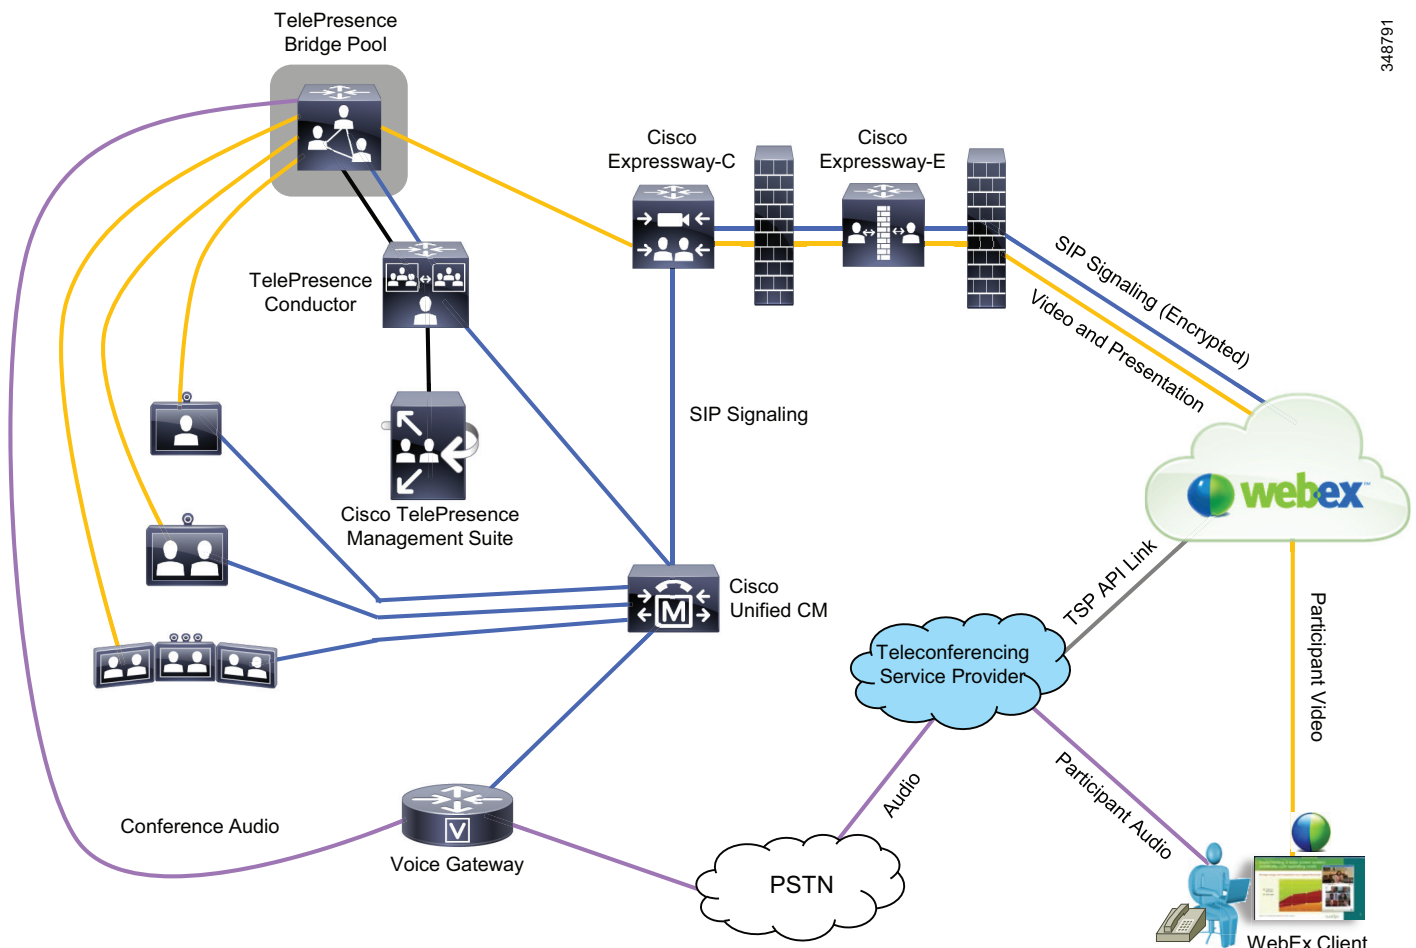 TelePresence
Bridge Pool
348791
Cisco
Expressway-C
Cisco
Expressway-E
TelePresence
Conductor
SIP Signaling (Encrypted)
Video and Presentation
SIP Signaling
webex
Cisco TelePresence
Management Suite
TSP API Link
Cisco
Unified CM
M
Participant Video
Teleconferencing
Service Provider
Audio
Participant Audio
Conference Audio
V
Voice Gateway
PSTN
WebEx Client